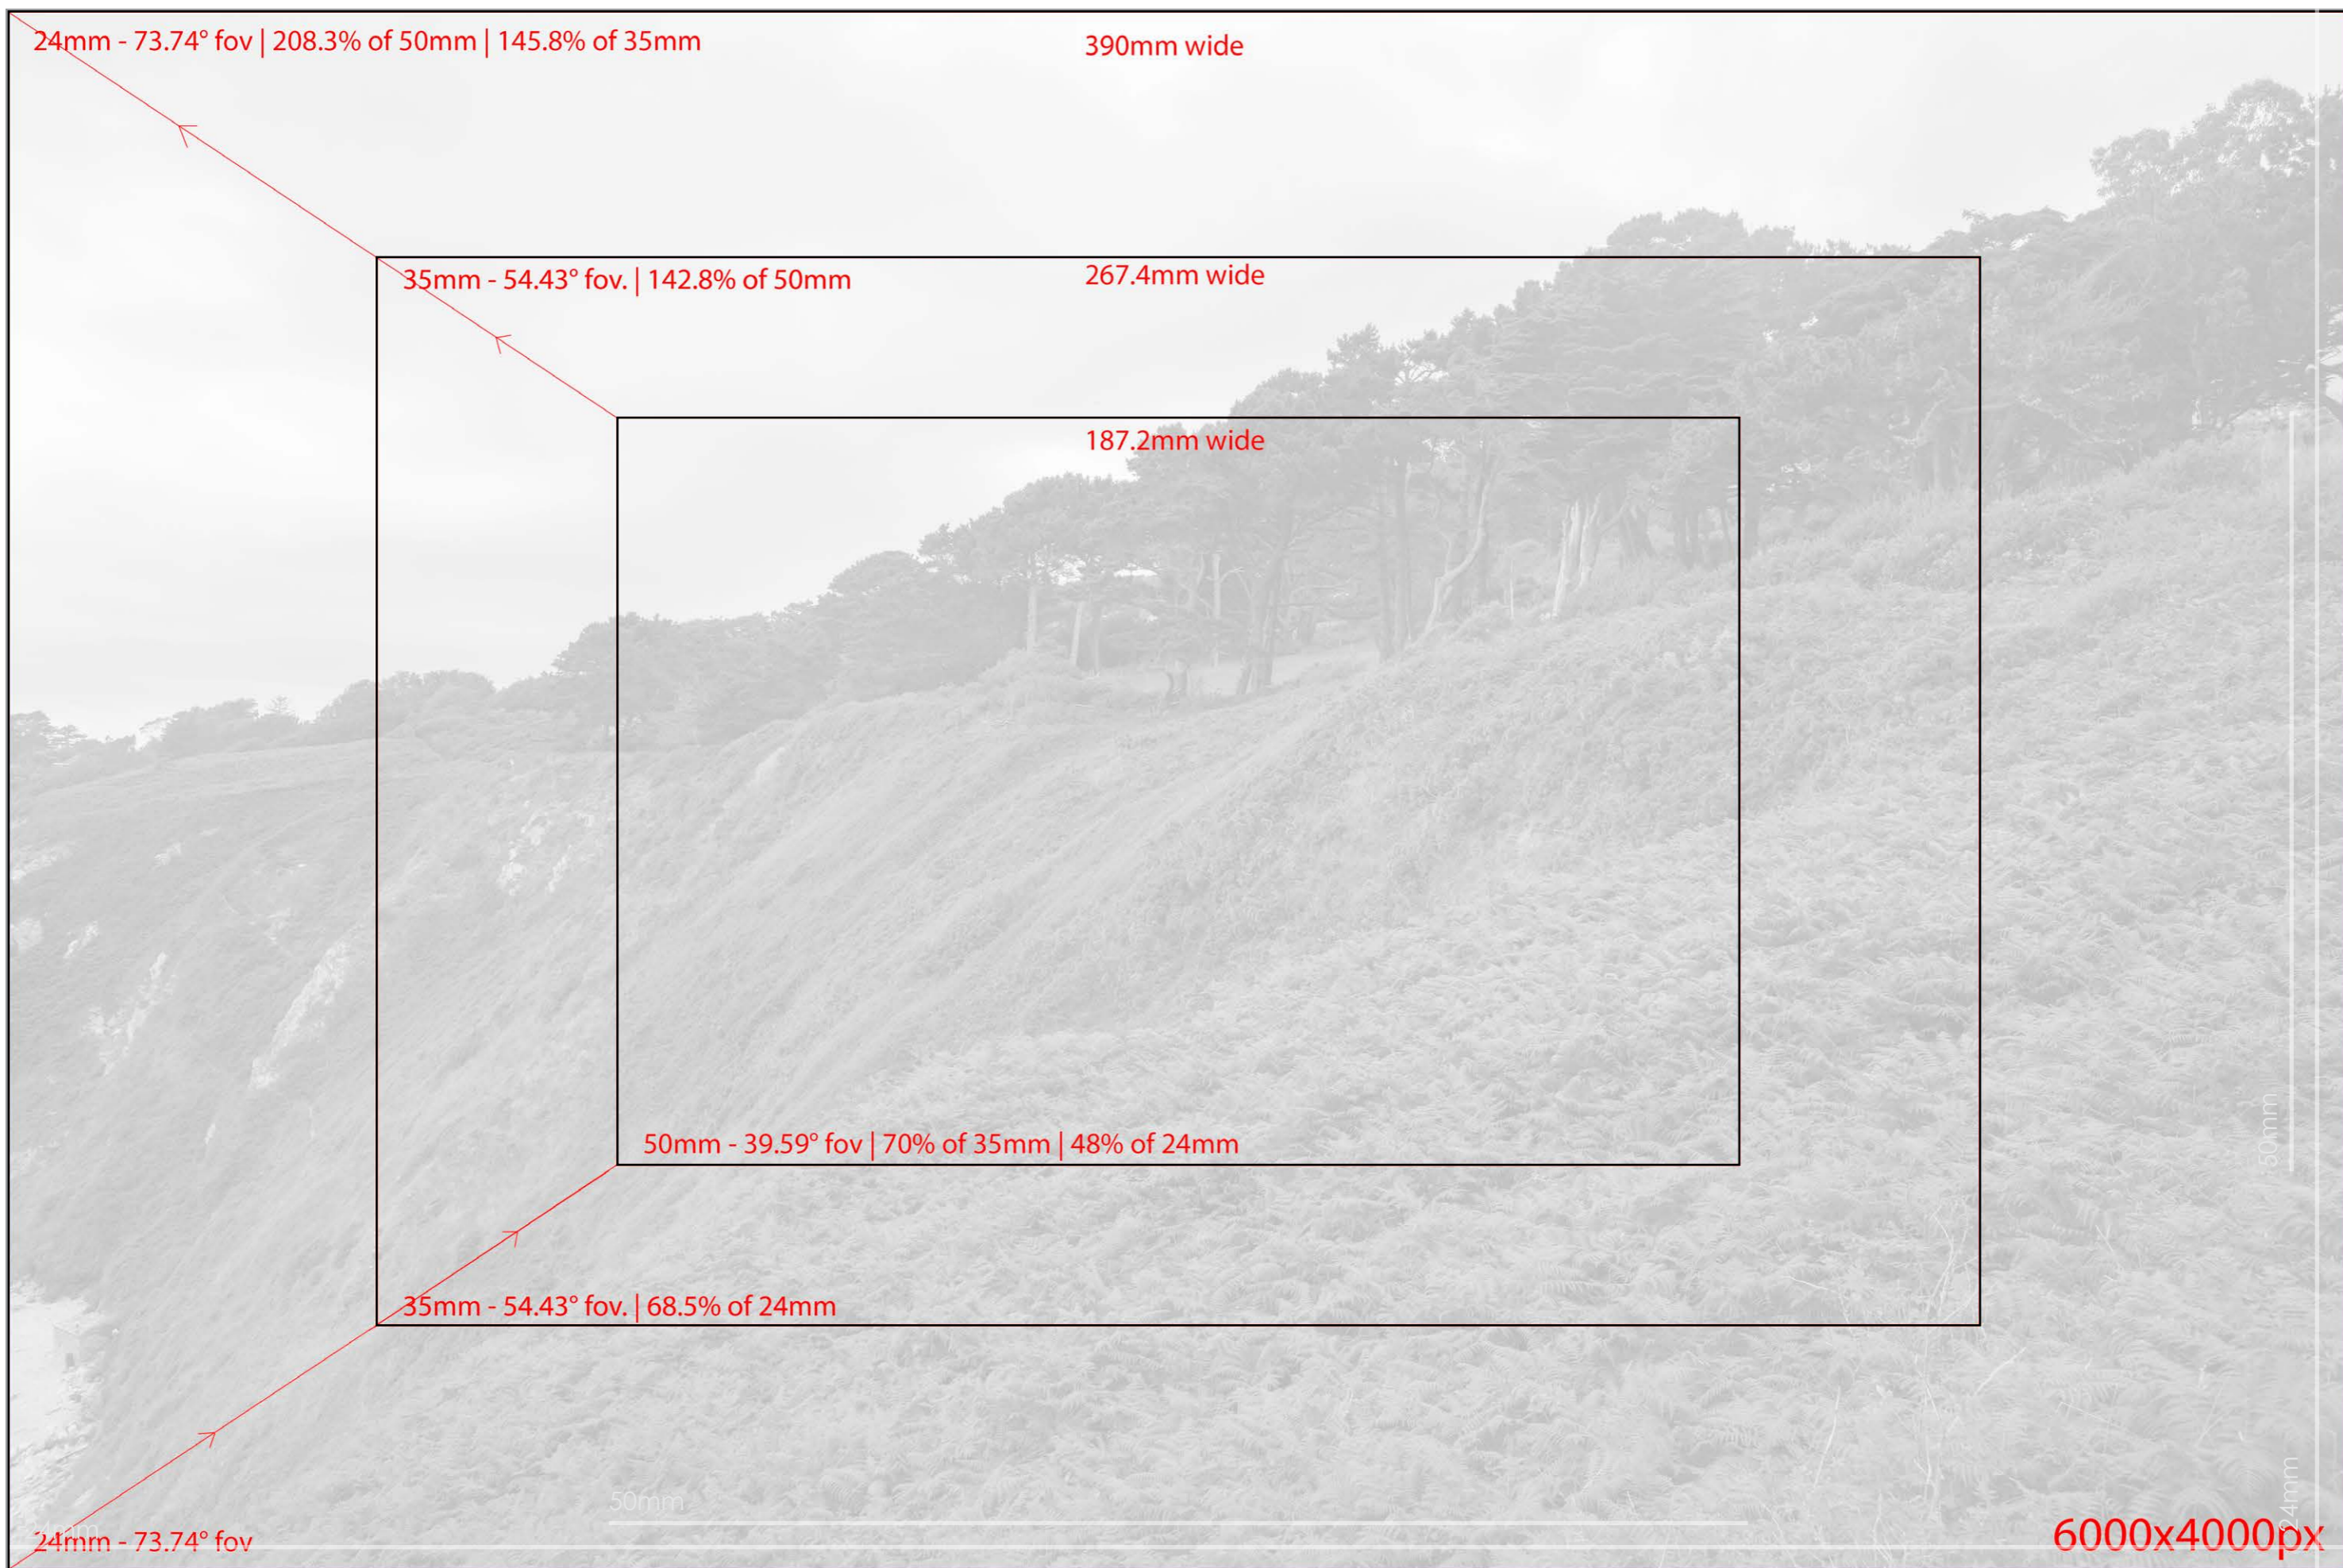 24mm - 73.74° fov | 208.3% of 50mm | 145.8% of 35mm
390mm wide
35mm - 54.43° fov. | 142.8% of 50mm
267.4mm wide
187.2mm wide
50mm
50mm - 39.59° fov | 70% of 35mm | 48% of 24mm
35mm - 54.43° fov. | 68.5% of 24mm
50mm
24mm
24mm - 73.74° fov
6000x4000px